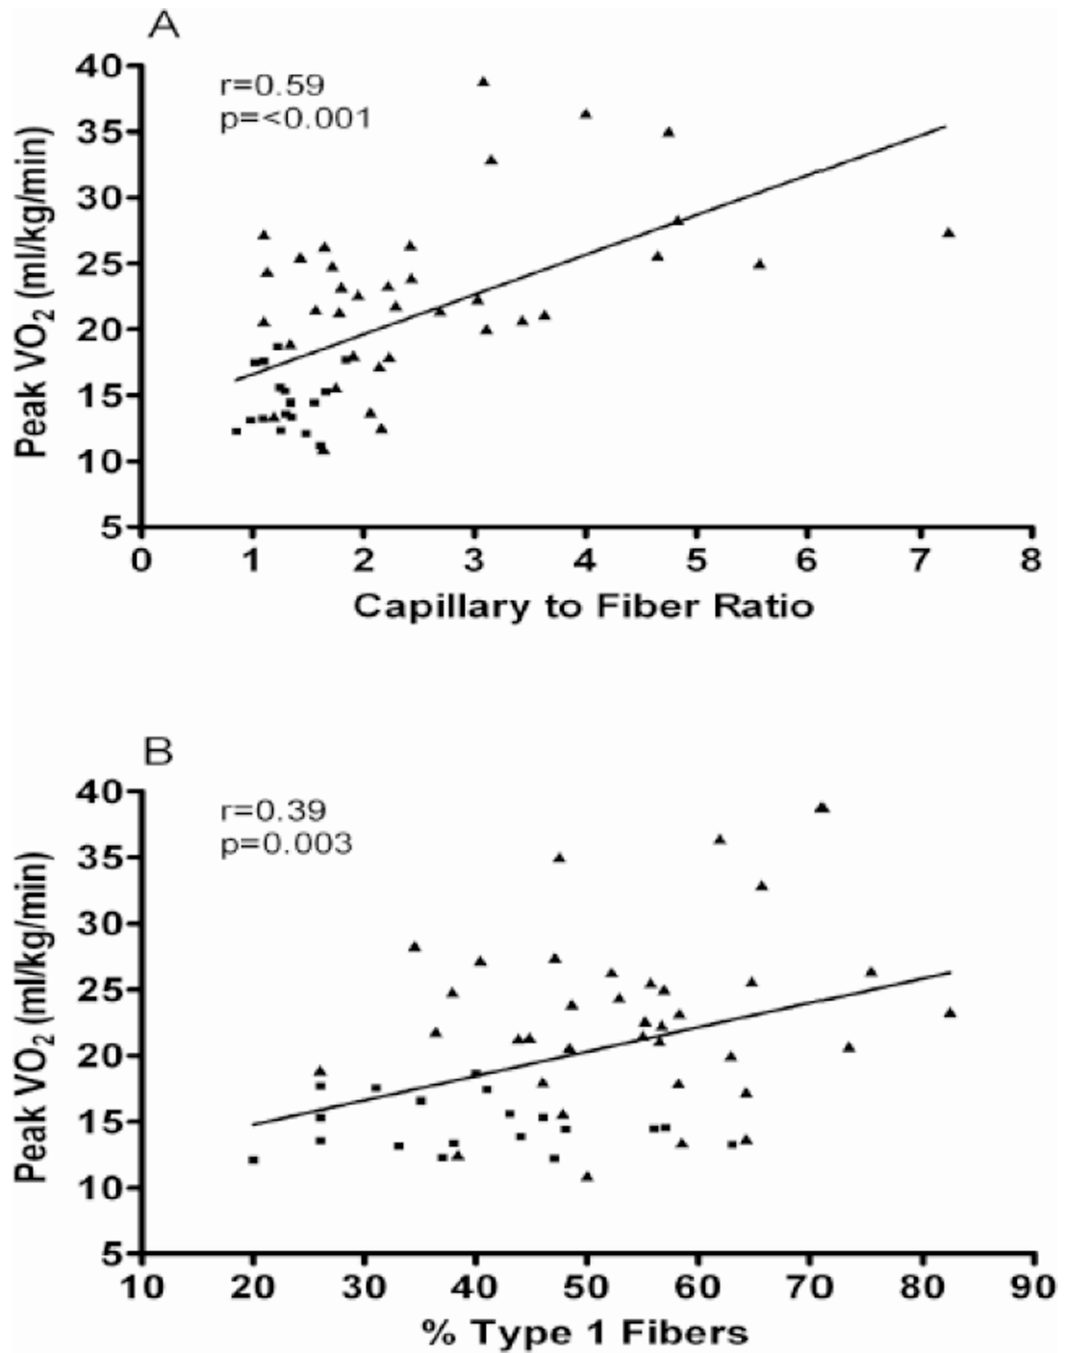 A
r=0.59
p=<0.001
Peak VO2 (ml/kg/min)
40
35
30
25
20
15
10
5
0 1 2 3 4 5 6 7 8
Capillary to Fiber Ratio
B
r=0.39
p=0.003
Peak VO2 (ml/kg/min)
40
35
30
25
20
15
10
5
10 20 30 40 50 60 70 80 90
% Type 1 Fibers